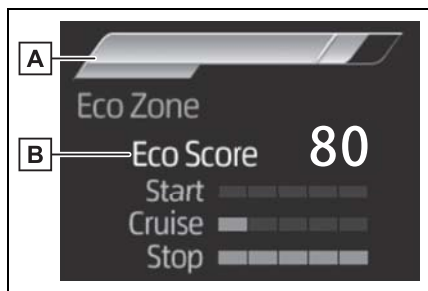 A
Eco Zone
B
Eco Score 80
Start
Cruise
Stop